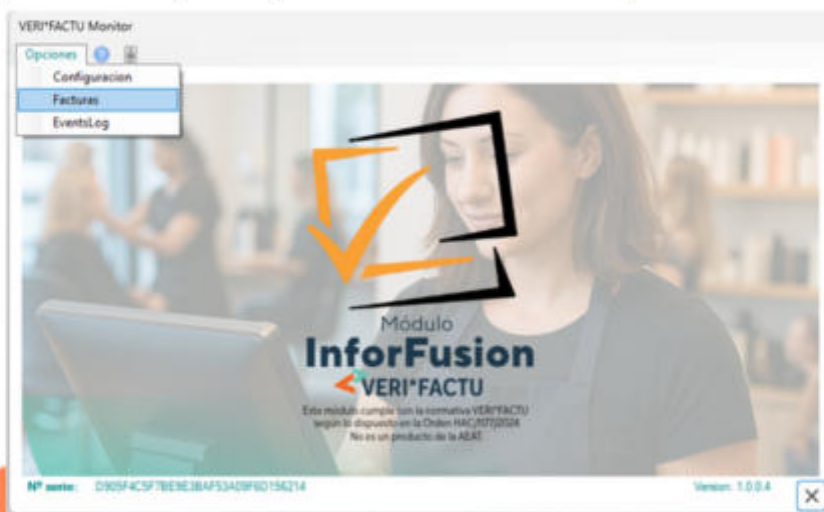 VERI*FACTU Monitor
Opciones
Configuracion
Facturas
EventsLog
Módulo
InforFusion
VERI*FACTU
Este módulo cumple con la normativa VERI*FACTU
según lo dispuesto en la Orden HAC/1177/2024
No es un producto de la AEAT
Nº serie:
Version: 1.0.0.4